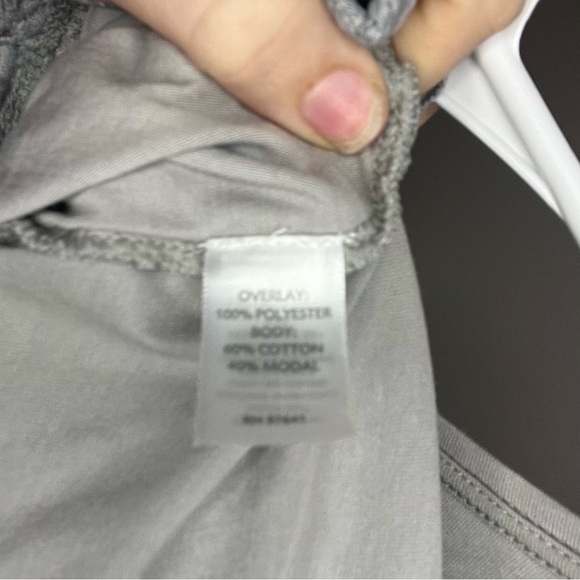 OVERLAY:
100% POLYESTER
BODY:
60% COTTON
40% MODAL